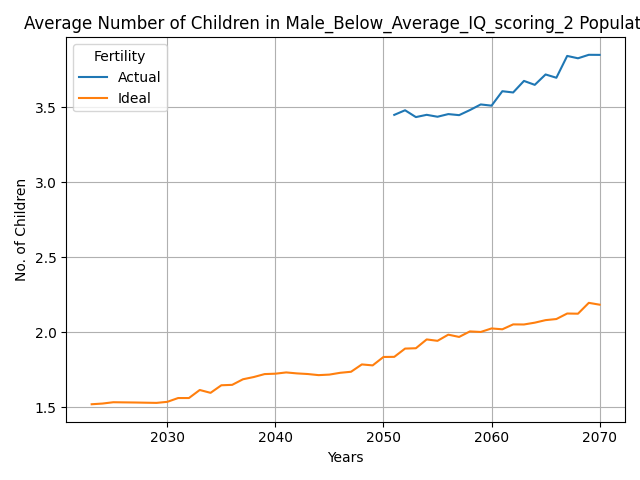 Average Number of Children in Male_Below_Average_IQ_scoring_2 Populat
Fertility
Actual
Ideal
3.5
3.0
2.5
2.0
1.5
No. of Children
2030
2040
2050
2060
2070
Years